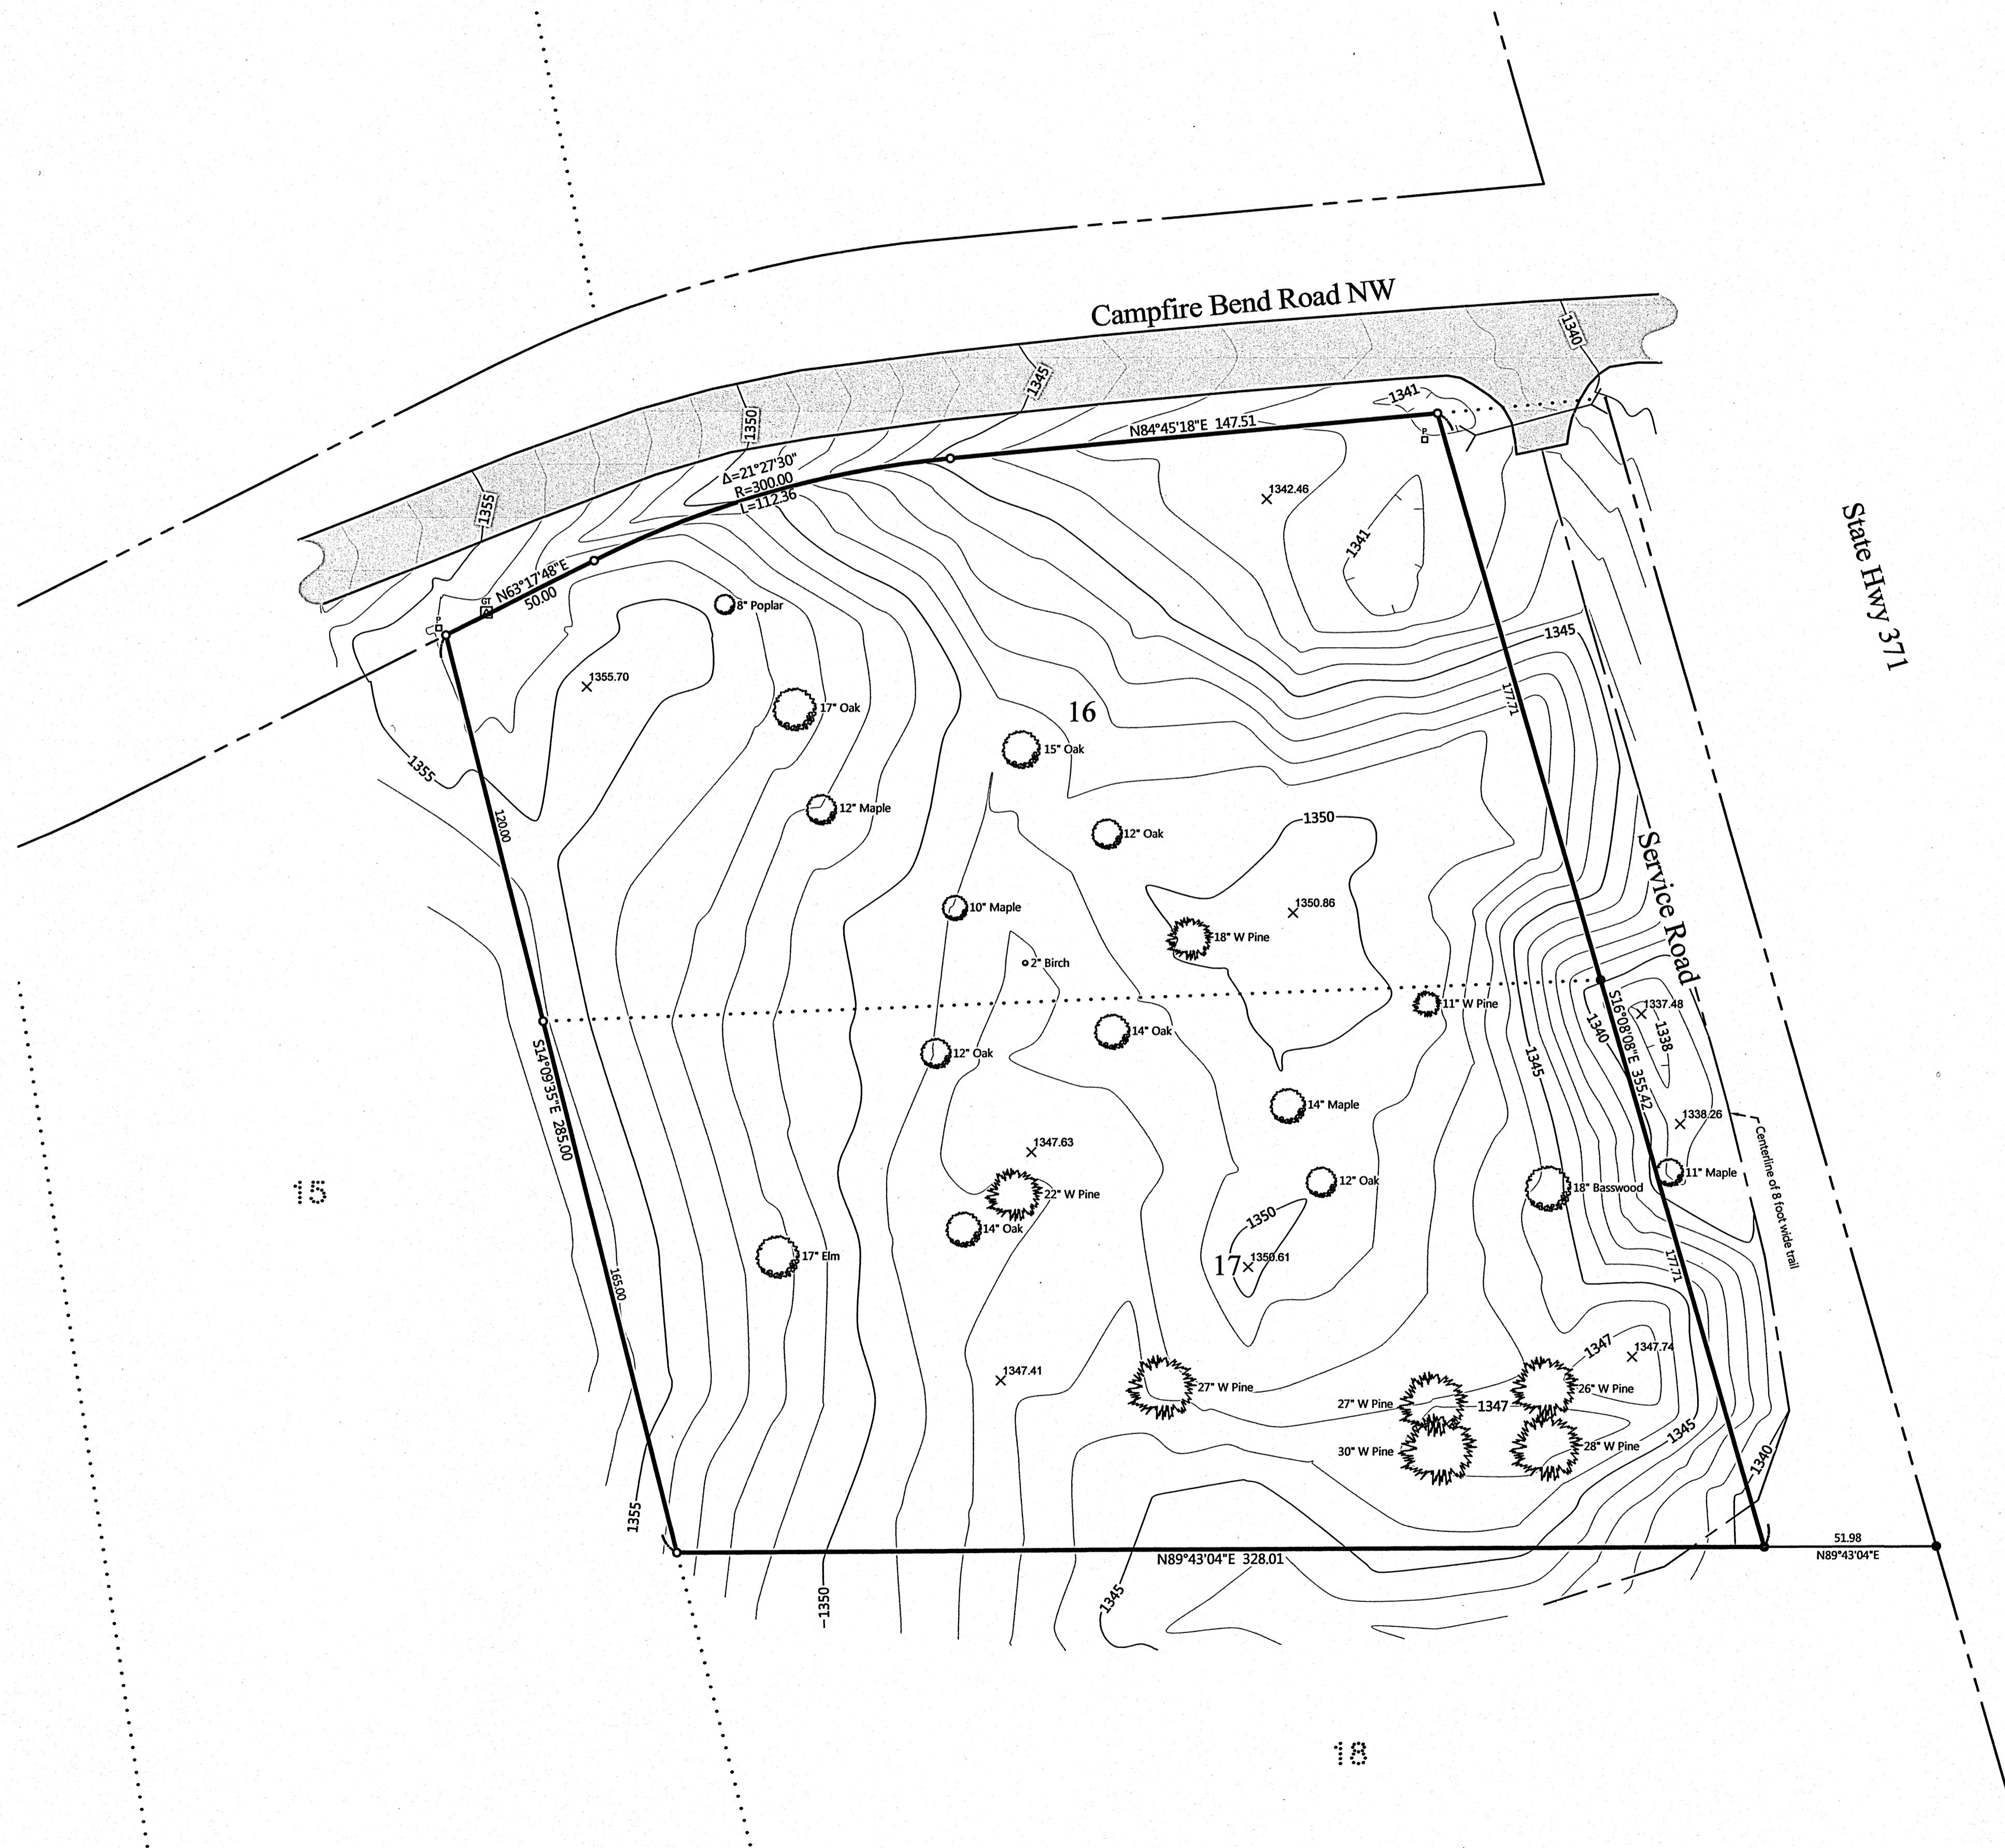 Campfire Bend Road NW
1340
1345
1341
1350
N84°45'18"E 147.51
Δ=21°27'30"
R=300.00
L=112.36
P
1355
1342.46
State Hwy 371
1341
N63°17'48"E
50.00
GT
P
8" Poplar
1345
1355.70
17" Oak
16
177.71
15" Oak
1355
12" Maple
120.00
1350
12" Oak
Service Road
1350.86
10" Maple
18" W Pine
2" Birch
11" W Pine
1337.48
S16°08'08"E 355.42
1340
1338
14" Oak
12" Oak
1345
S14°09'35"E 285.00
14" Maple
1338.26
Centerline of 8 foot wide trail
1347.63
11" Maple
12" Oak
18" Basswood
15
22" W Pine
1350
14" Oak
17" Elm
17
1350.61
177.71
165.00
1347
1347.74
1347.41
27" W Pine
26" W Pine
27" W Pine
1347
1345
28" W Pine
30" W Pine
1340
1355
51.98
N89°43'04"E
N89°43'04"E 328.01
1350
1345
18